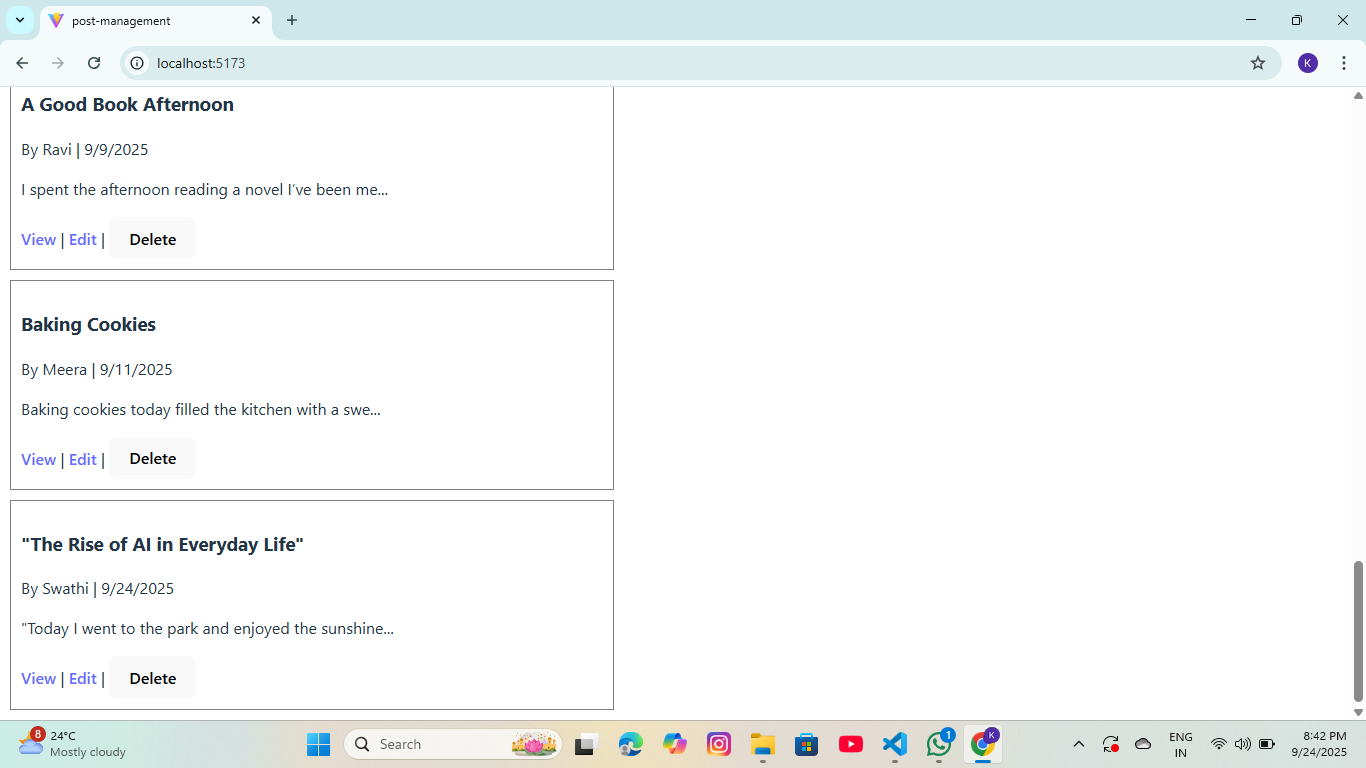 post-management
localhost:5173
K
A Good Book Afternoon
By Ravi | 9/9/2025
I spent the afternoon reading a novel I’ve been me...
View | Edit | Delete
Baking Cookies
By Meera | 9/11/2025
Baking cookies today filled the kitchen with a swe...
View | Edit | Delete
"The Rise of AI in Everyday Life"
By Swathi | 9/24/2025
"Today I went to the park and enjoyed the sunshine...
View | Edit | Delete
8
24°C
Mostly cloudy
Search
1
K
ENG
IN
8:42 PM
9/24/2025